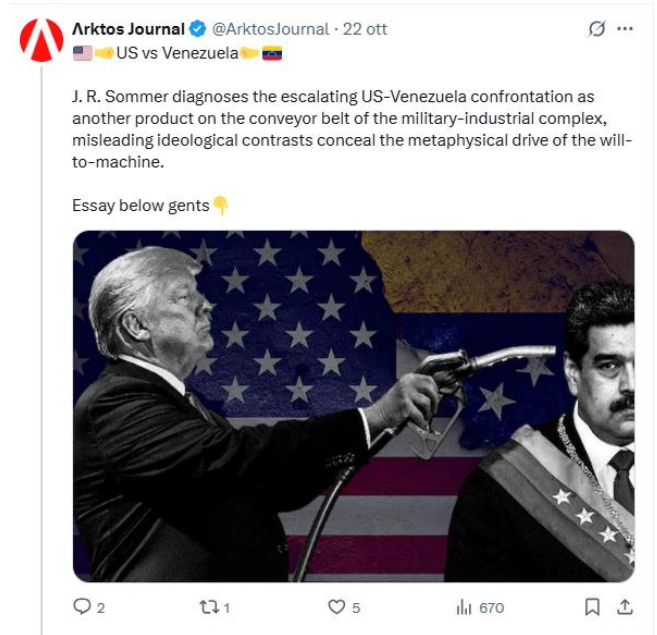 Arktos Journal @ArktosJournal · 22 ott
US vs Venezuela
J. R. Sommer diagnoses the escalating US-Venezuela confrontation as
another product on the conveyor belt of the military-industrial complex,
misleading ideological contrasts conceal the metaphysical drive of the will-
to-machine.
Essay below gents
2 1 5 670